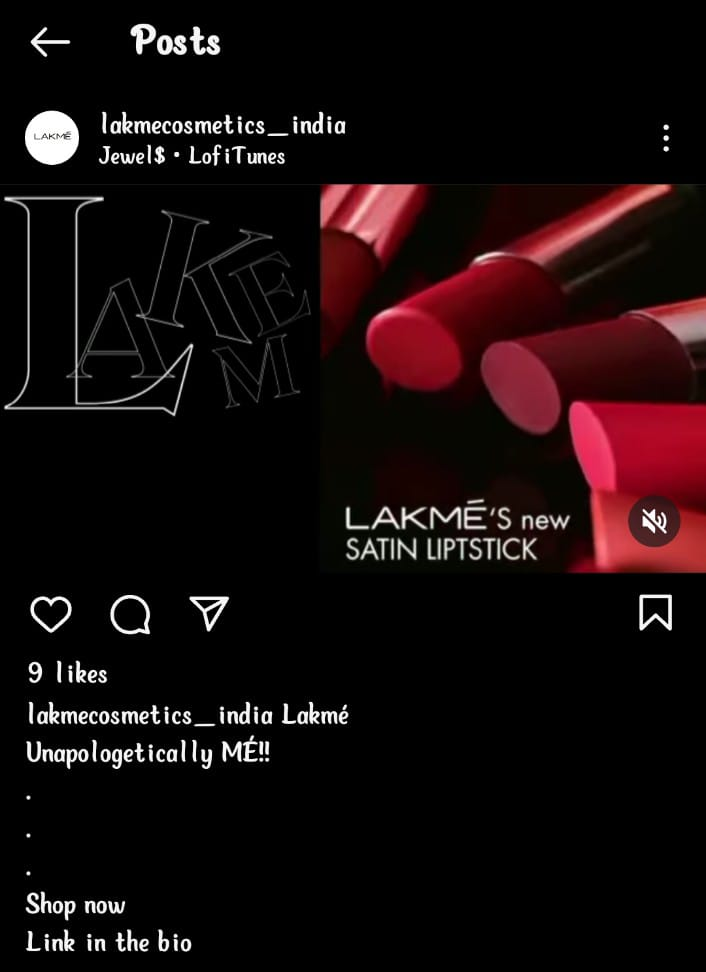 Posts
LAKMÉ
lakmecosmetics_india
Jewel$ • LofiTunes
LAKEM
LAKMÉ'S new
SATIN LIPTSTICK
9 likes
lakmecosmetics_india Lakmé
Unapologetically MÉ!!
.
.
.
Shop now
Link in the bio